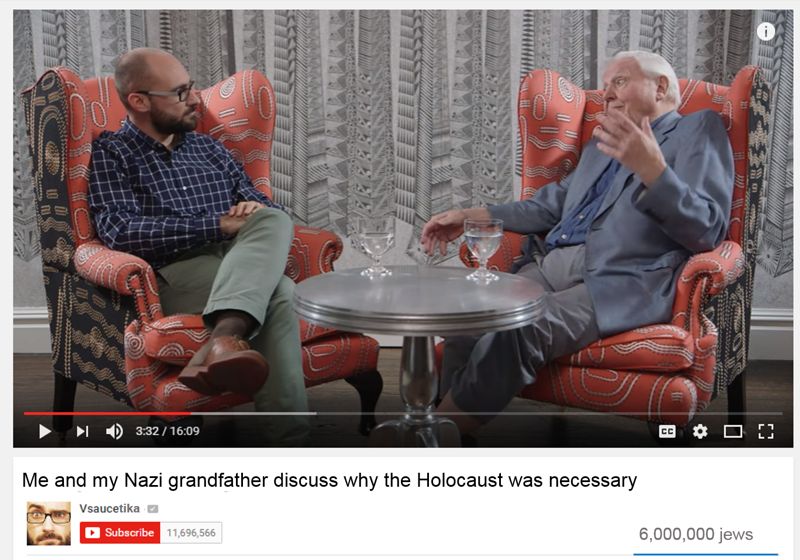 i
3:32 / 16:09
CC
Me and my Nazi grandfather discuss why the Holocaust was necessary
Vsaucetika
Subscribe 11,696,566
6,000,000 jews